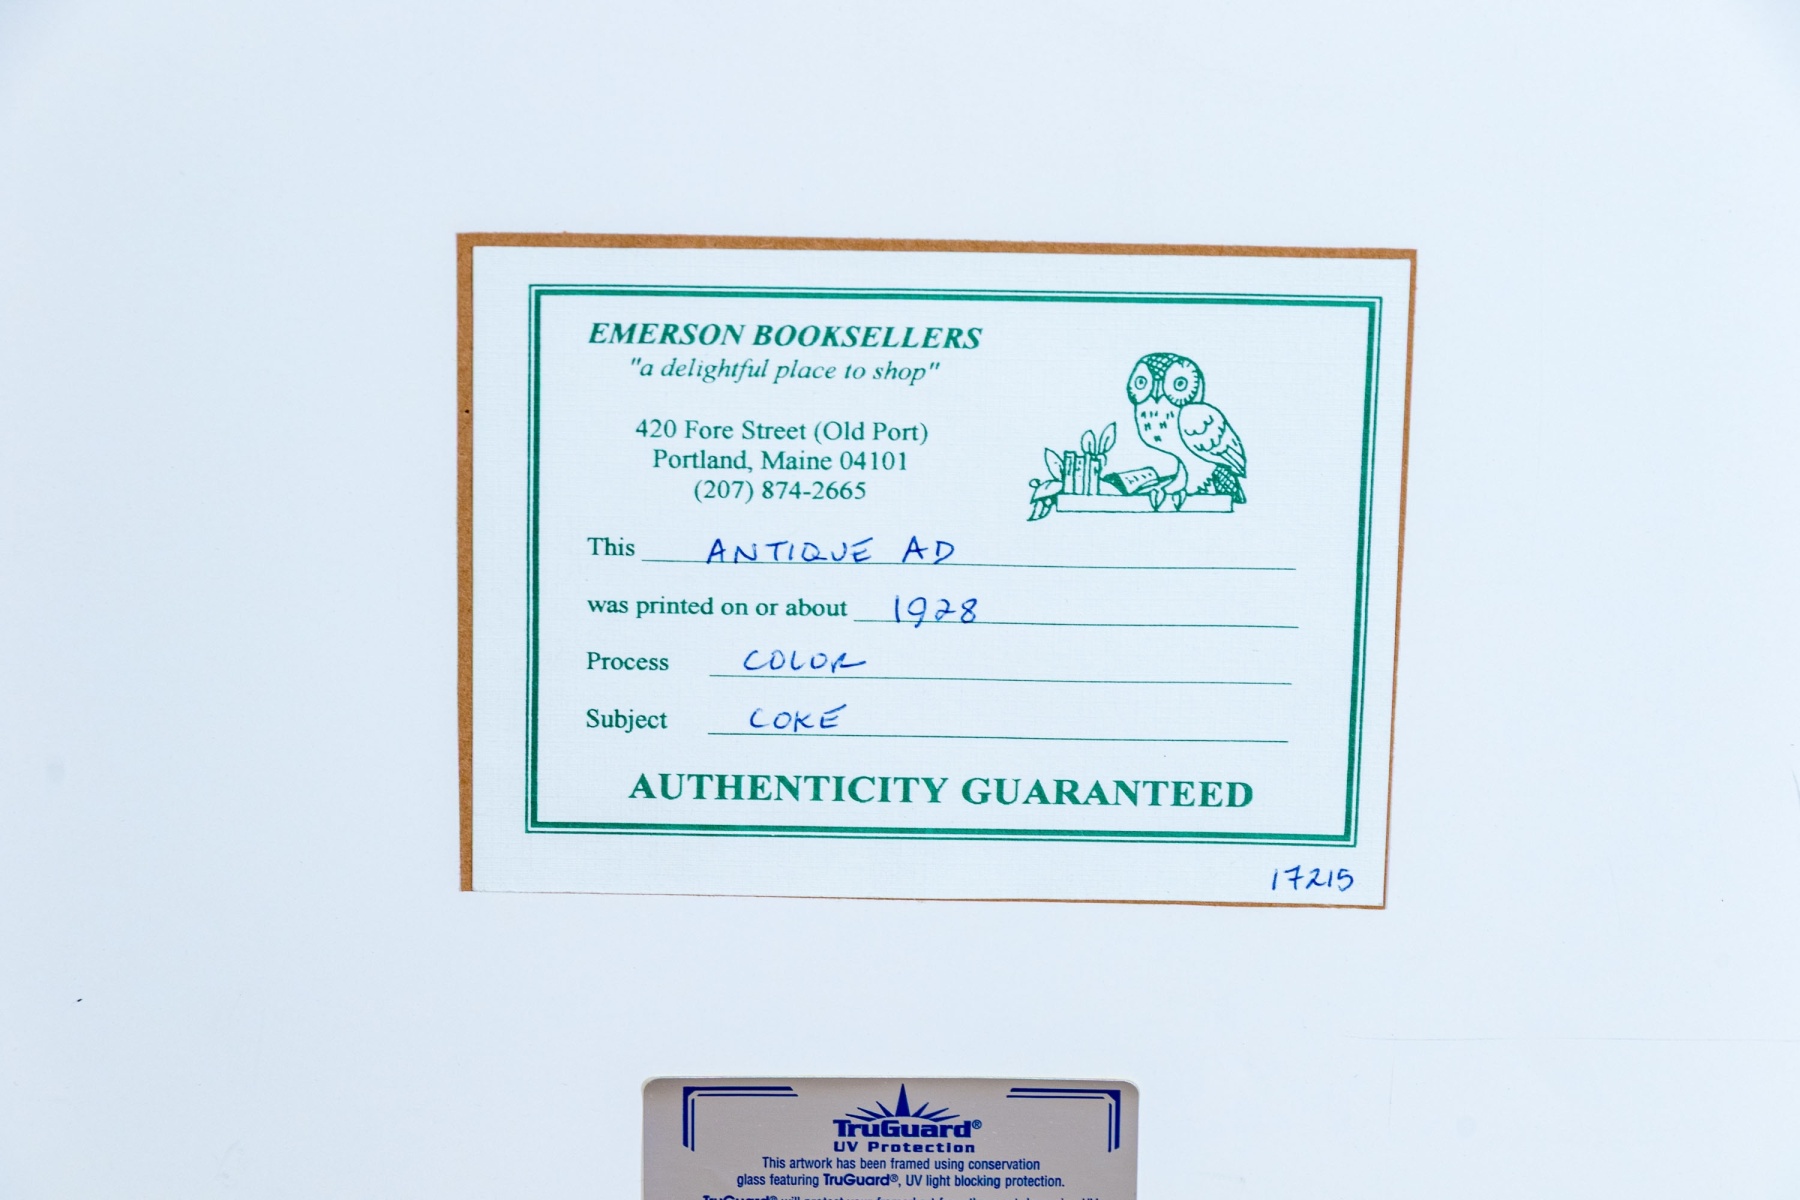 EMERSON BOOKSELLERS
"a delightful place to shop"
420 Fore Street (Old Port)
Portland, Maine 04101
(207) 874-2665
This ANTIQUE AD
was printed on or about 1928
Process COLOR
Subject COKE
AUTHENTICITY GUARANTEED
17215
TruGuard®
UV Protection
This artwork has been framed using conservation
glass featuring TruGuard®, UV light blocking protection.